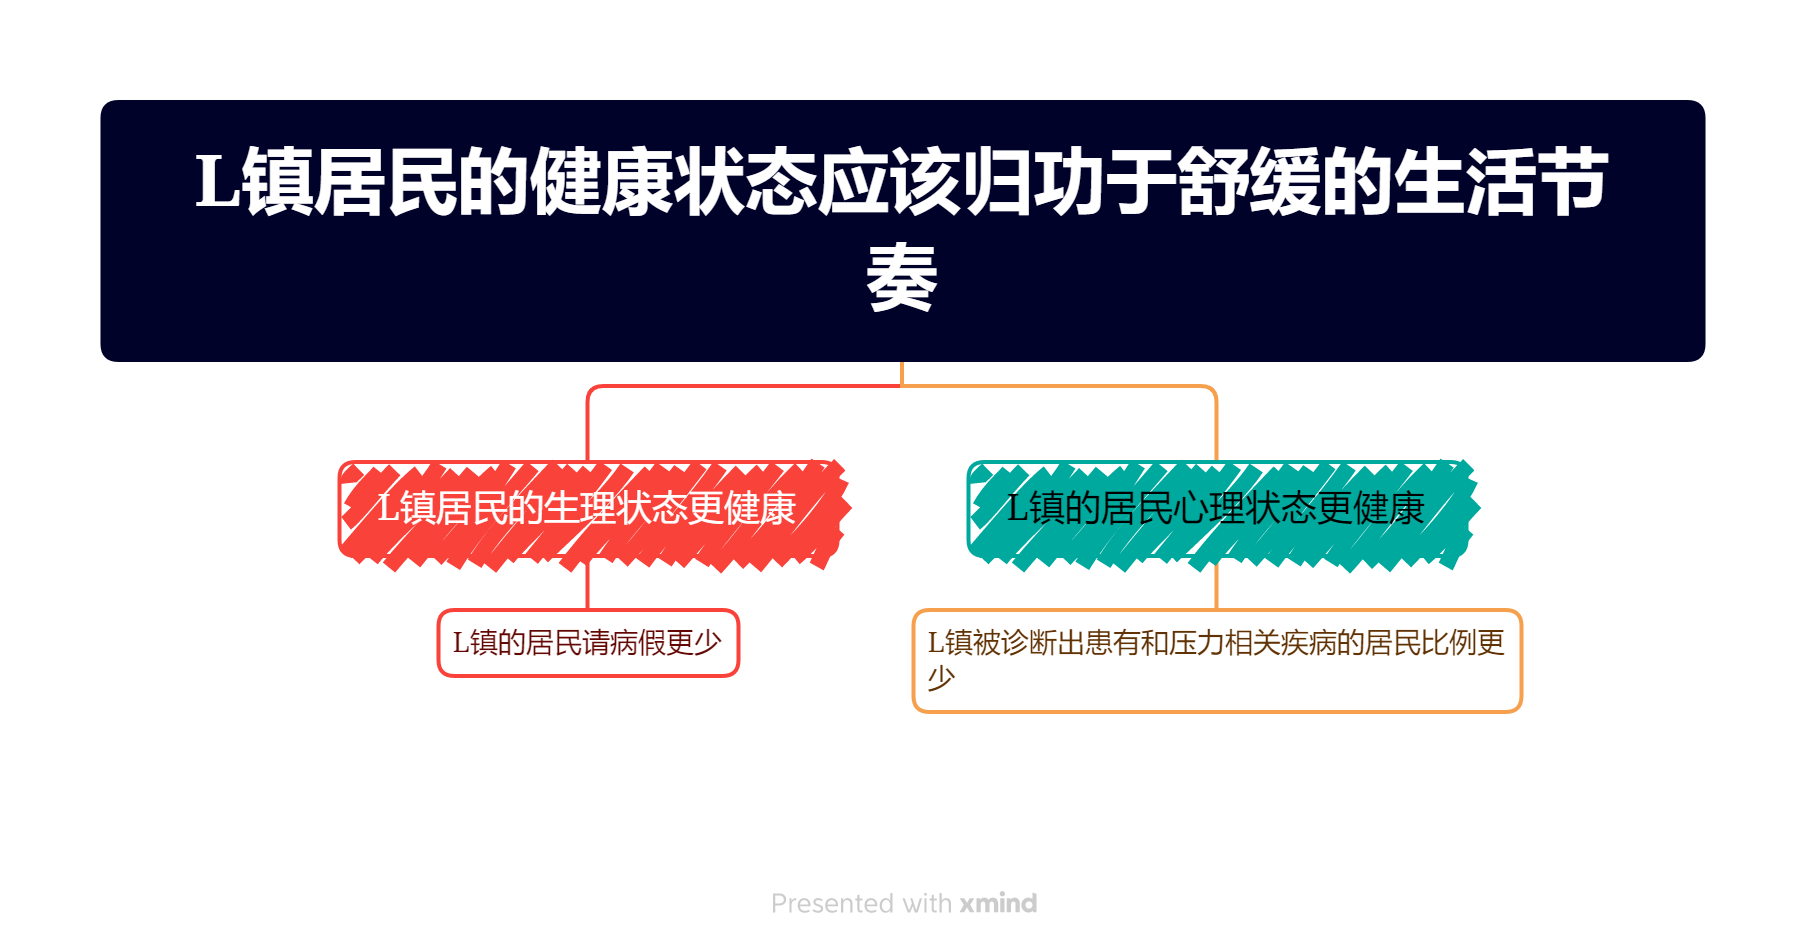 L镇居民的健康状态应该归功于舒缓的生活节
奏
L镇居民的生理状态更健康
L镇的居民心理状态更健康
L镇的居民请病假更少
L镇被诊断出患有和压力相关疾病的居民比例更
少
Presented with xmind